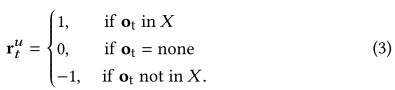 r_t^u = { 1, if o_t in X
0, if o_t = none
−1, if o_t not in X. (3)